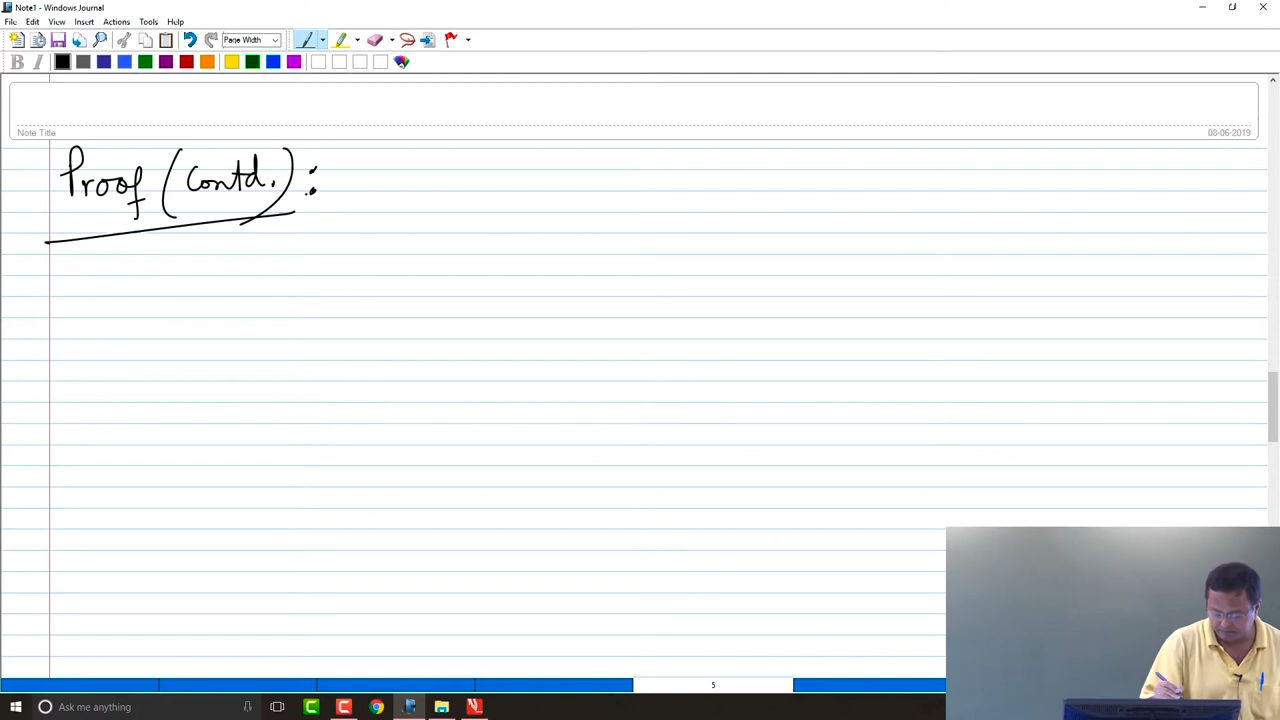 Note1 - Windows Journal
File Edit View Insert Actions Tools Help
Page Width
B I
Note Title
08-06-2019
Proof (Contd.) :
5
Ask me anything